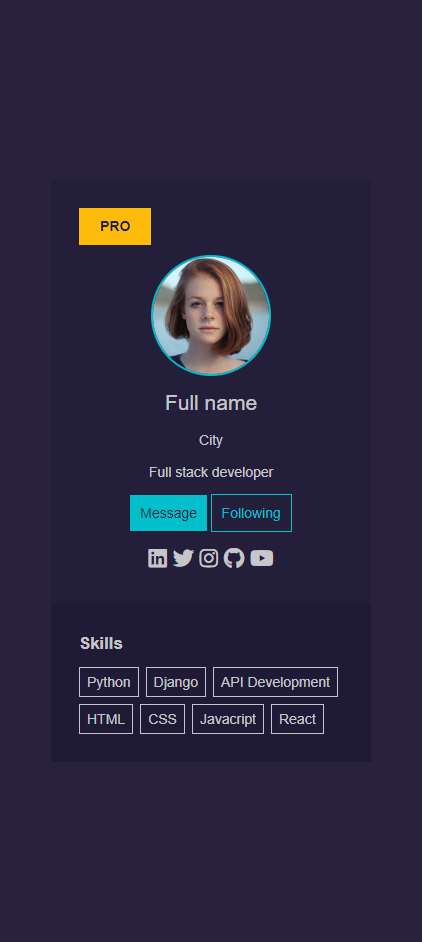 PRO
Full name
City
Full stack developer
Message Following
Skills
Python Django API Development
HTML CSS Javacript React